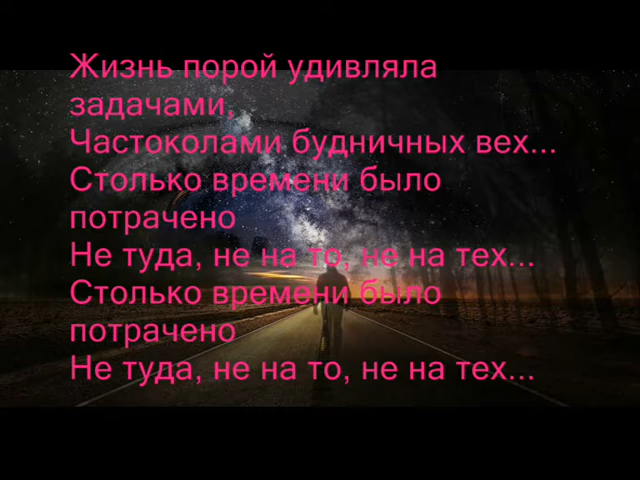 Жизнь порой удивляла
задачами,
Частоколами будничных вех...
Столько времени было
потрачено
Не туда, не на то, не на тех...
Столько времени было
потрачено
Не туда, не на то, не на тех...